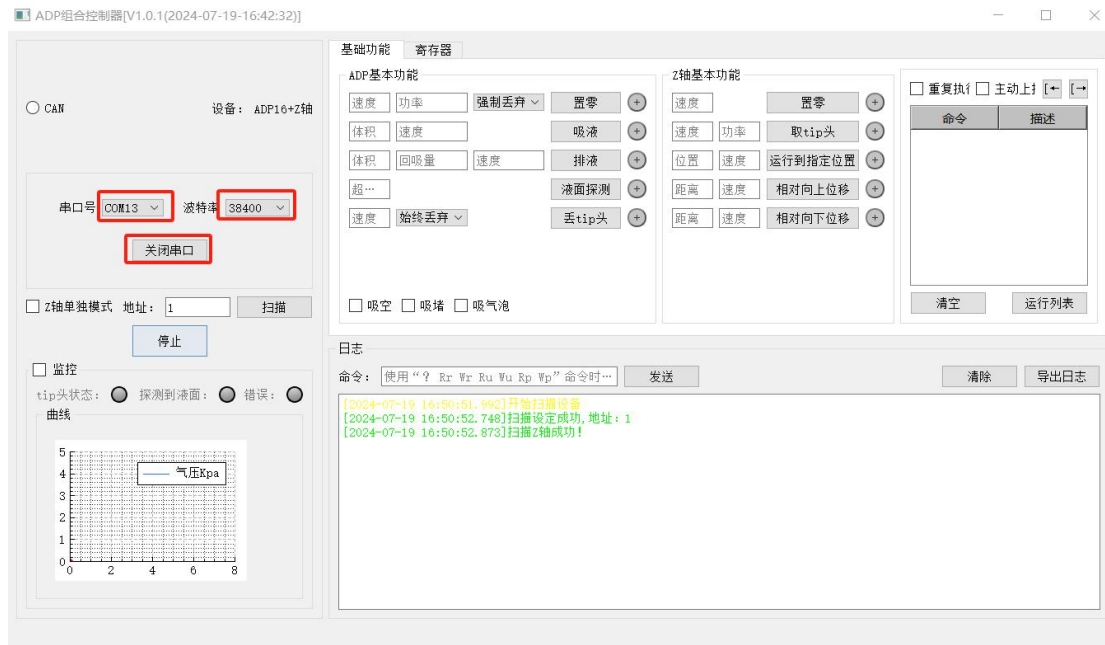 ADP组合控制器[V1.0.1(2024-07-19-16:42:32)]
CAN
设备： ADP16+Z轴
串口号 COM13 波特率 38400
关闭串口
Z轴单独模式 地址： 1 扫描
停止
监控
tip头状态： 探测到液面： 错误：
曲线
气压Kpa
5
4
3
2
1
0
0 2 4 6 8
基础功能 寄存器
ADP基本功能
速度 功率 强制丢弃 置零 +
体积 速度 吸液 +
体积 回吸量 速度 排液 +
超… 液面探测 +
速度 始终丢弃 丢tip头 +
吸空 吸堵 吸气泡
Z轴基本功能
速度 置零 +
速度 功率 取tip头 +
位置 速度 运行到指定位置 +
距离 速度 相对向上位移 +
距离 速度 相对向下位移 +
重复执 主动上 [← [→
命令 描述
清空 运行列表
日志
命令： 使用“? Rr Wr Ru Wu Rp Wp”命令时… 发送 清除 导出日志
[2024-07-19 16:50:51.992]开始扫描设备
[2024-07-19 16:50:52.748]扫描设定成功,地址：1
[2024-07-19 16:50:52.873]扫描Z轴成功!